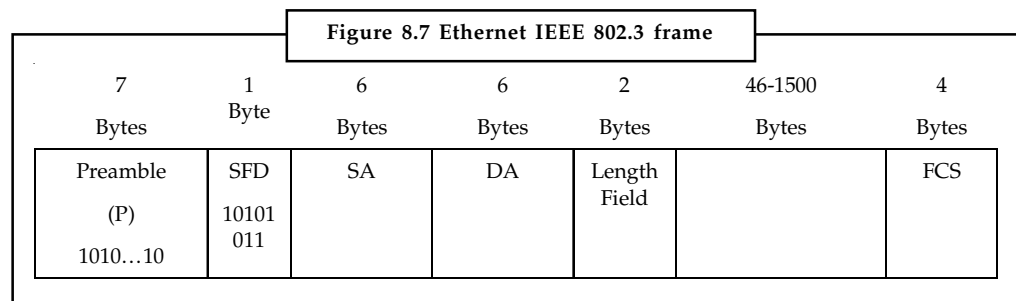 Figure 8.7 Ethernet IEEE 802.3 frame
7 1 6 6 2 46-1500 4
Bytes Byte Bytes Bytes Bytes Bytes Bytes
Preamble SFD SA DA Length FCS
(P) 10101 Field
1010...10 011